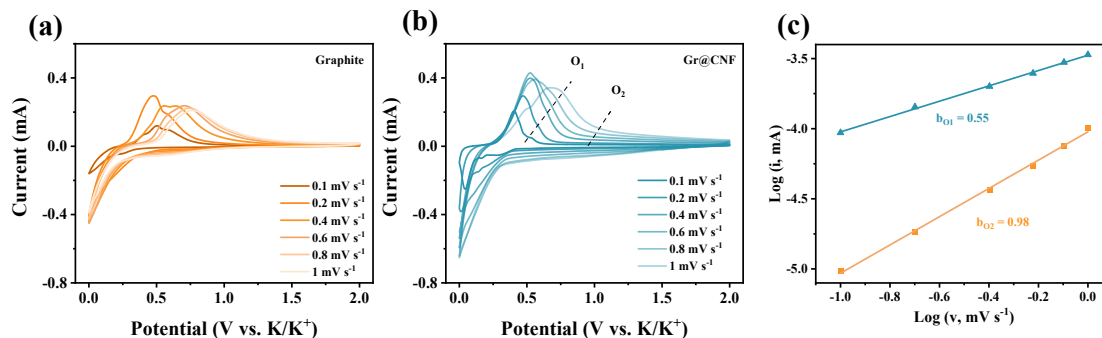 (a)
Graphite
0.8
0.4
0.0
-0.4
-0.8
Current (mA)
0.1 mV s⁻¹
0.2 mV s⁻¹
0.4 mV s⁻¹
0.6 mV s⁻¹
0.8 mV s⁻¹
1 mV s⁻¹
0.0 0.5 1.0 1.5 2.0
Potential (V vs. K/K⁺)
(b)
Gr@CNF
O₁
O₂
0.8
0.4
0.0
-0.4
-0.8
Current (mA)
0.1 mV s⁻¹
0.2 mV s⁻¹
0.4 mV s⁻¹
0.6 mV s⁻¹
0.8 mV s⁻¹
1 mV s⁻¹
0.0 0.5 1.0 1.5 2.0
Potential (V vs. K/K⁺)
(c)
-3.5
-4.0
-4.5
-5.0
Log (i, mA)
b_O1 = 0.55
b_O2 = 0.98
-1.0 -0.8 -0.6 -0.4 -0.2 0.0
Log (v, mV s⁻¹)